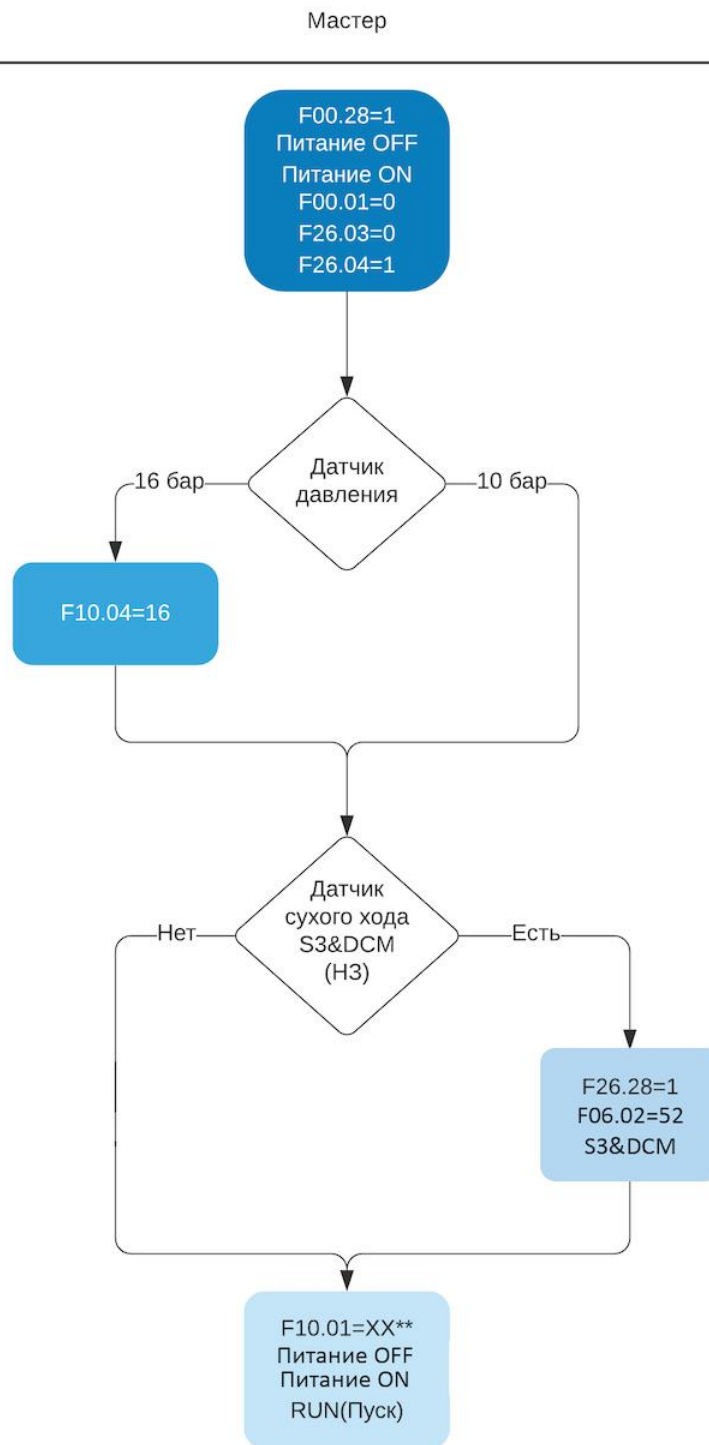 Мастер
F00.28=1
Питание OFF
Питание ON
F00.01=0
F26.03=0
F26.04=1
Датчик
давления
16 бар
10 бар
F10.04=16
Датчик
сухого хода
S3&DCM
(НЗ)
Нет
Есть
F26.28=1
F06.02=52
S3&DCM
F10.01=XX**
Питание OFF
Питание ON
RUN(Пуск)